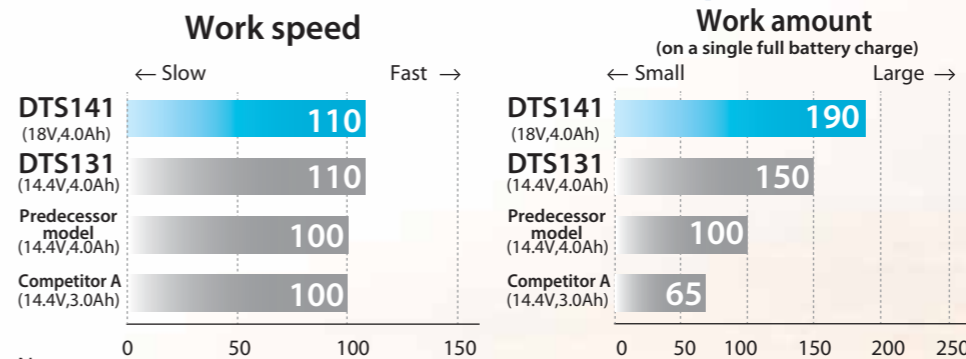 Work speed
← Slow
Fast →
DTS141
(18V,4.0Ah)
110
DTS131
(14.4V,4.0Ah)
110
Predecessor
model
(14.4V,4.0Ah)
100
Competitor A
(14.4V,3.0Ah)
100
0 50 100 150
Work amount
(on a single full battery charge)
← Small
Large →
DTS141
(18V,4.0Ah)
190
DTS131
(14.4V,4.0Ah)
150
Predecessor
model
(14.4V,4.0Ah)
100
Competitor A
(14.4V,3.0Ah)
65
0 50 100 150 200 250